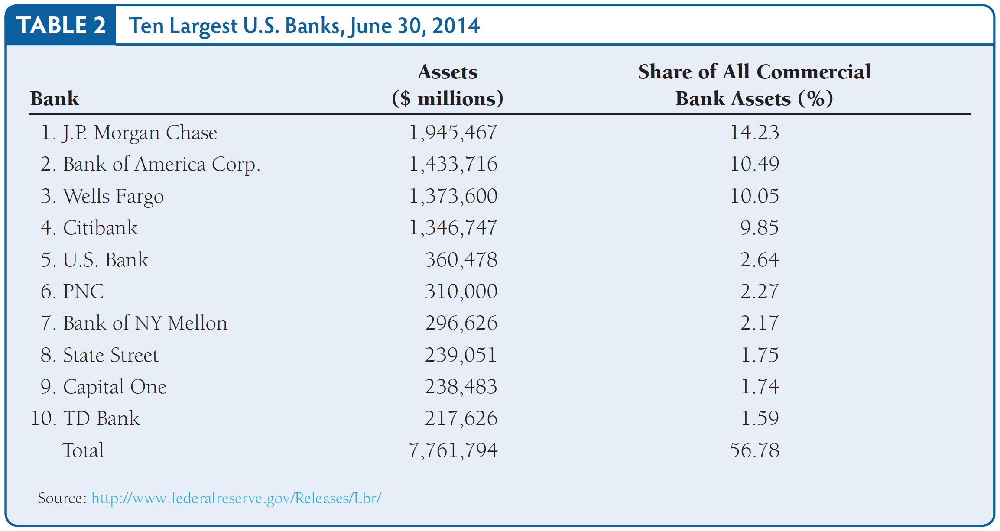 TABLE 2 Ten Largest U.S. Banks, June 30, 2014
Assets Share of All Commercial
Bank ($ millions) Bank Assets (%)
1. J.P. Morgan Chase 1,945,467 14.23
2. Bank of America Corp. 1,433,716 10.49
3. Wells Fargo 1,373,600 10.05
4. Citibank 1,346,747 9.85
5. U.S. Bank 360,478 2.64
6. PNC 310,000 2.27
7. Bank of NY Mellon 296,626 2.17
8. State Street 239,051 1.75
9. Capital One 238,483 1.74
10. TD Bank 217,626 1.59
Total 7,761,794 56.78
Source: http://www.federalreserve.gov/Releases/Lbr/